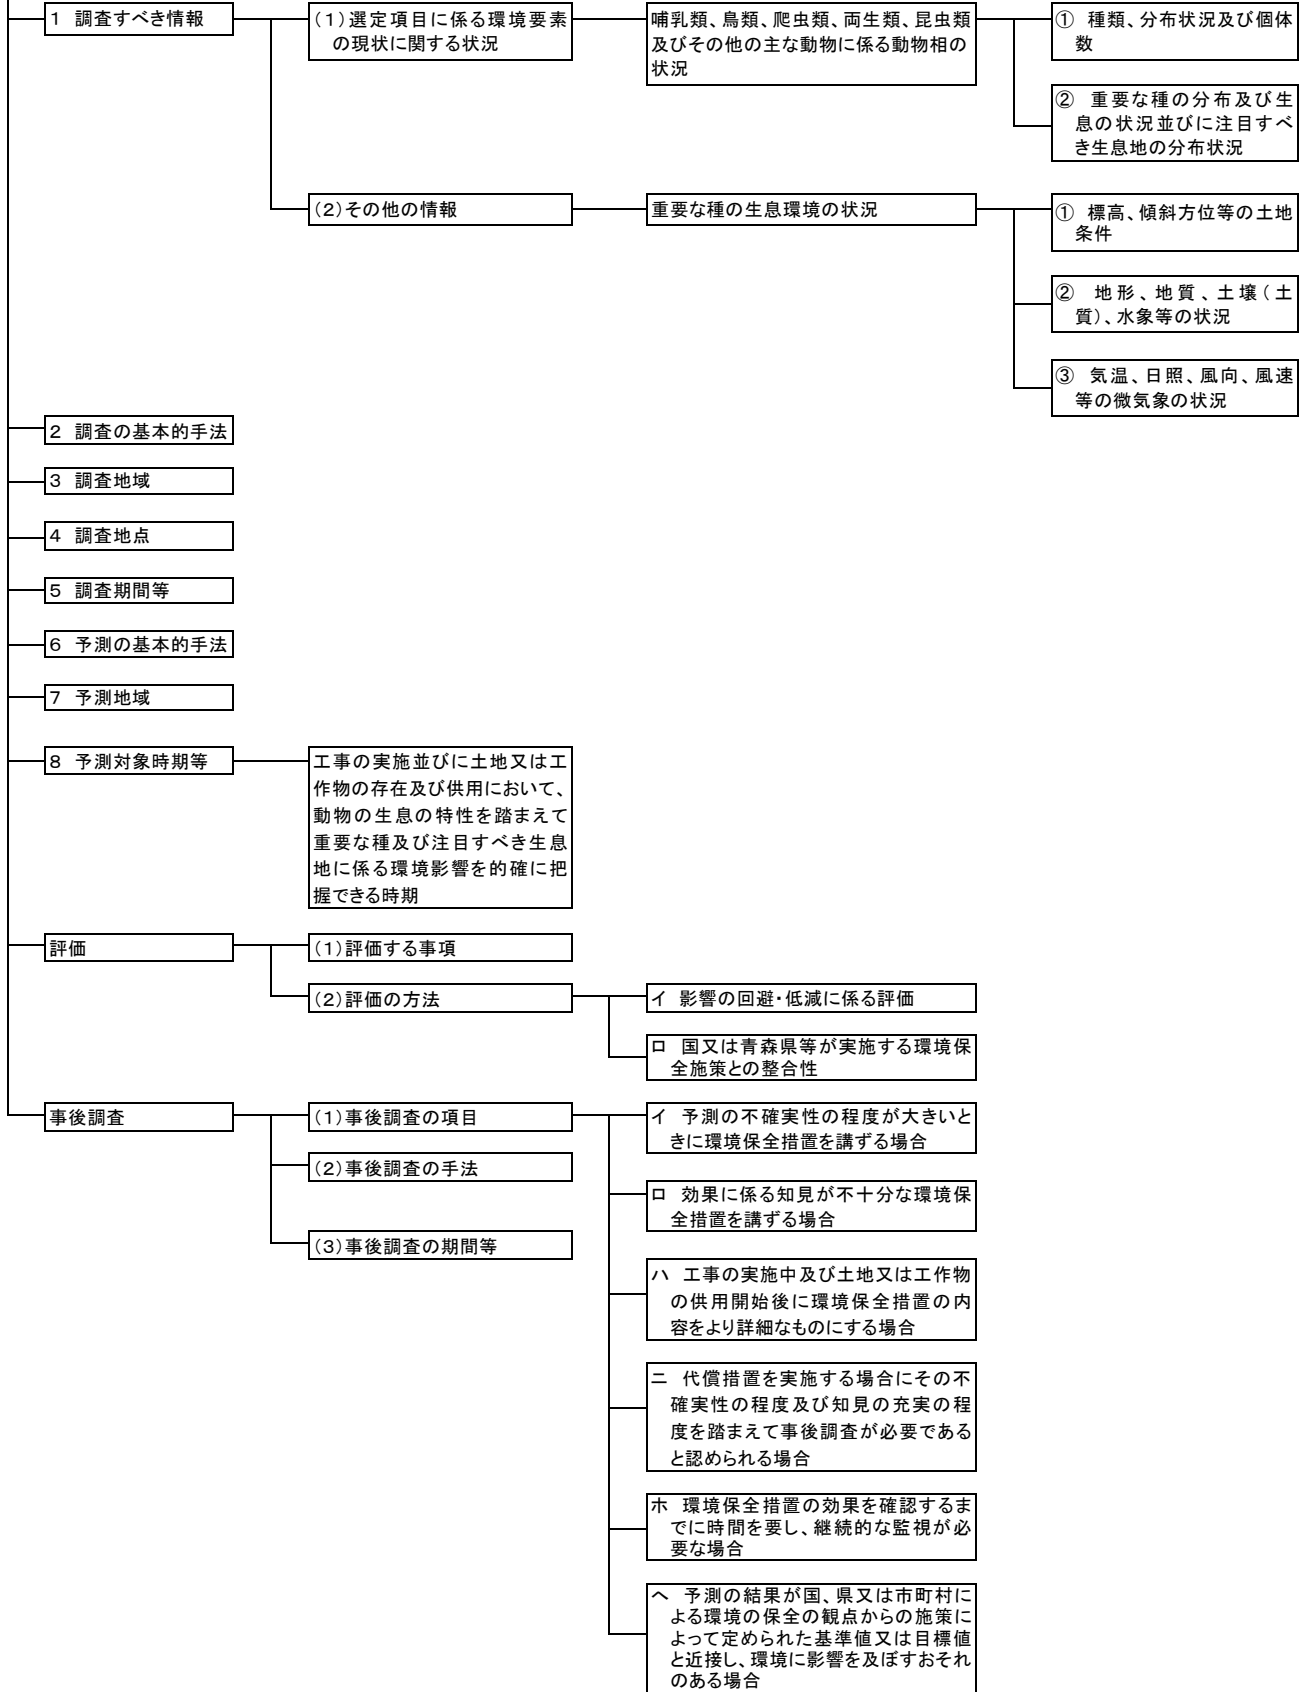 1 調査すべき情報
(1)選定項目に係る環境要素
の現状に関する状況
哺乳類、鳥類、爬虫類、両生類、昆虫類
及びその他の主な動物に係る動物相の
状況
① 種類、分布状況及び個体
数
② 重要な種の分布及び生
息の状況並びに注目すべ
き生息地の分布状況
(2)その他の情報
重要な種の生息環境の状況
① 標高、傾斜方位等の土地
条件
② 地形、地質、土壌(土
質)、水象等の状況
③ 気温、日照、風向、風速
等の微気象の状況
2 調査の基本的手法
3 調査地域
4 調査地点
5 調査期間等
6 予測の基本的手法
7 予測地域
8 予測対象時期等
工事の実施並びに土地又は工
作物の存在及び供用において、
動物の生息の特性を踏まえて
重要な種及び注目すべき生息
地に係る環境影響を的確に把
握できる時期
評価
(1)評価する事項
(2)評価の方法
イ 影響の回避・低減に係る評価
ロ 国又は青森県等が実施する環境保
全施策との整合性
事後調査
(1)事後調査の項目
(2)事後調査の手法
(3)事後調査の期間等
イ 予測の不確実性の程度が大きいと
きに環境保全措置を講ずる場合
ロ 効果に係る知見が不十分な環境保
全措置を講ずる場合
ハ 工事の実施中及び土地又は工作物
の供用開始後に環境保全措置の内
容をより詳細なものにする場合
ニ 代償措置を実施する場合にその不
確実性の程度及び知見の充実の程
度を踏まえて事後調査が必要である
と認められる場合
ホ 環境保全措置の効果を確認するま
でに時間を要し、継続的な監視が必
要な場合
ヘ 予測の結果が国、県又は市町村に
よる環境の保全の観点からの施策に
よって定められた基準値又は目標値
と近接し、環境に影響を及ぼすおそれ
のある場合